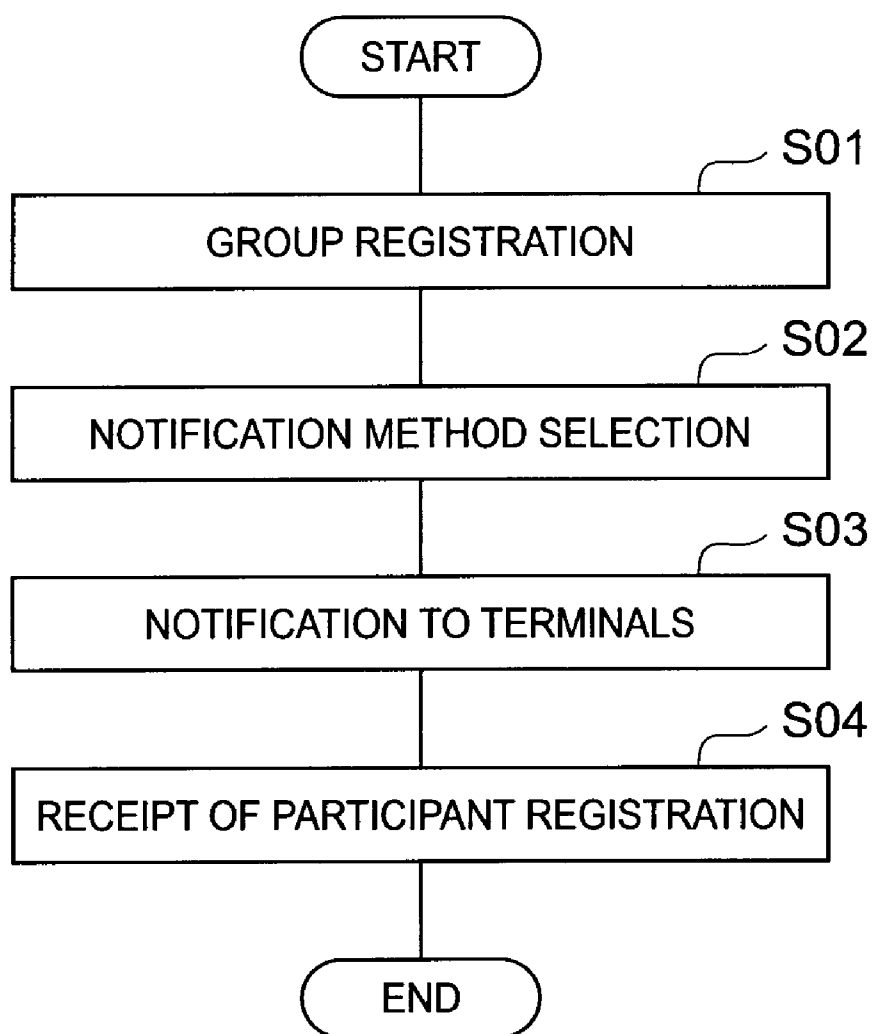 START
S01
GROUP REGISTRATION
S02
NOTIFICATION METHOD SELECTION
S03
NOTIFICATION TO TERMINALS
S04
RECEIPT OF PARTICIPANT REGISTRATION
END